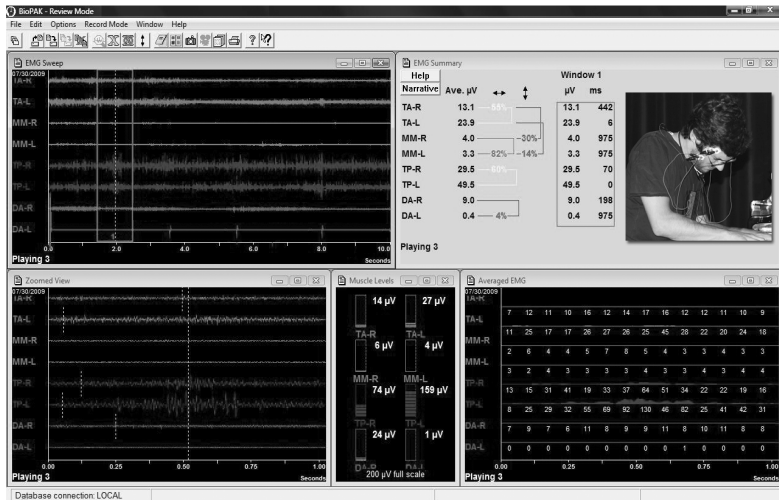 BioPAK - Review Mode
File Edit Options Record Mode Window Help
EMG Sweep
07/30/2009
TA-R
TA-L
MM-R
MM-L
TP-R
TP-L
DA-R
DA-L
0.0 2.0 4.0 6.0 8.0 10.0
Playing 3 Seconds
EMG Summary
Help Window 1
Narrative Ave. µV µV ms
TA-R 13.1 55% 13.1 442
TA-L 23.9 23.9 6
MM-R 4.0 -30% 4.0 975
MM-L 3.3 82% -14% 3.3 975
TP-R 29.5 60% 29.5 70
TP-L 49.5 49.5 0
DA-R 9.0 9.0 198
DA-L 0.4 4% 0.4 975
Playing 3
Zoomed View
07/30/2009
TA-R
TA-L
MM-R
MM-L
TP-R
TP-L
DA-R
DA-L
0.00 0.25 0.50 0.75 1.00
Playing 3 Seconds
Muscle Levels
14 µV 27 µV
TA-R TA-L
6 µV 4 µV
MM-R MM-L
74 µV 159 µV
TP-R TP-L
24 µV 1 µV
DA-R DA-L
200 µV full scale
Averaged EMG
07/30/2009
TA-R
7 12 11 10 16 12 14 17 16 12 12 11 10 9
TA-L
11 25 17 17 26 27 26 25 45 28 22 20 24 18
MM-R
2 6 4 4 5 7 8 5 4 3 3 4 3 3
MM-L
3 2 4 3 3 3 4 3 3 4 3 4 4
TP-R
13 15 31 41 19 33 37 64 51 34 22 22 19 16
TP-L
8 25 29 32 55 69 92 130 46 82 25 41 42 31
DA-R
7 9 7 6 11 8 9 9 11 8 10 11 8 8
DA-L
0 0 0 0 0 0 0 0 0 1 0 0 0 0
0.00 0.25 0.50 0.75 1.00
Playing 3 Seconds
Database connection: LOCAL